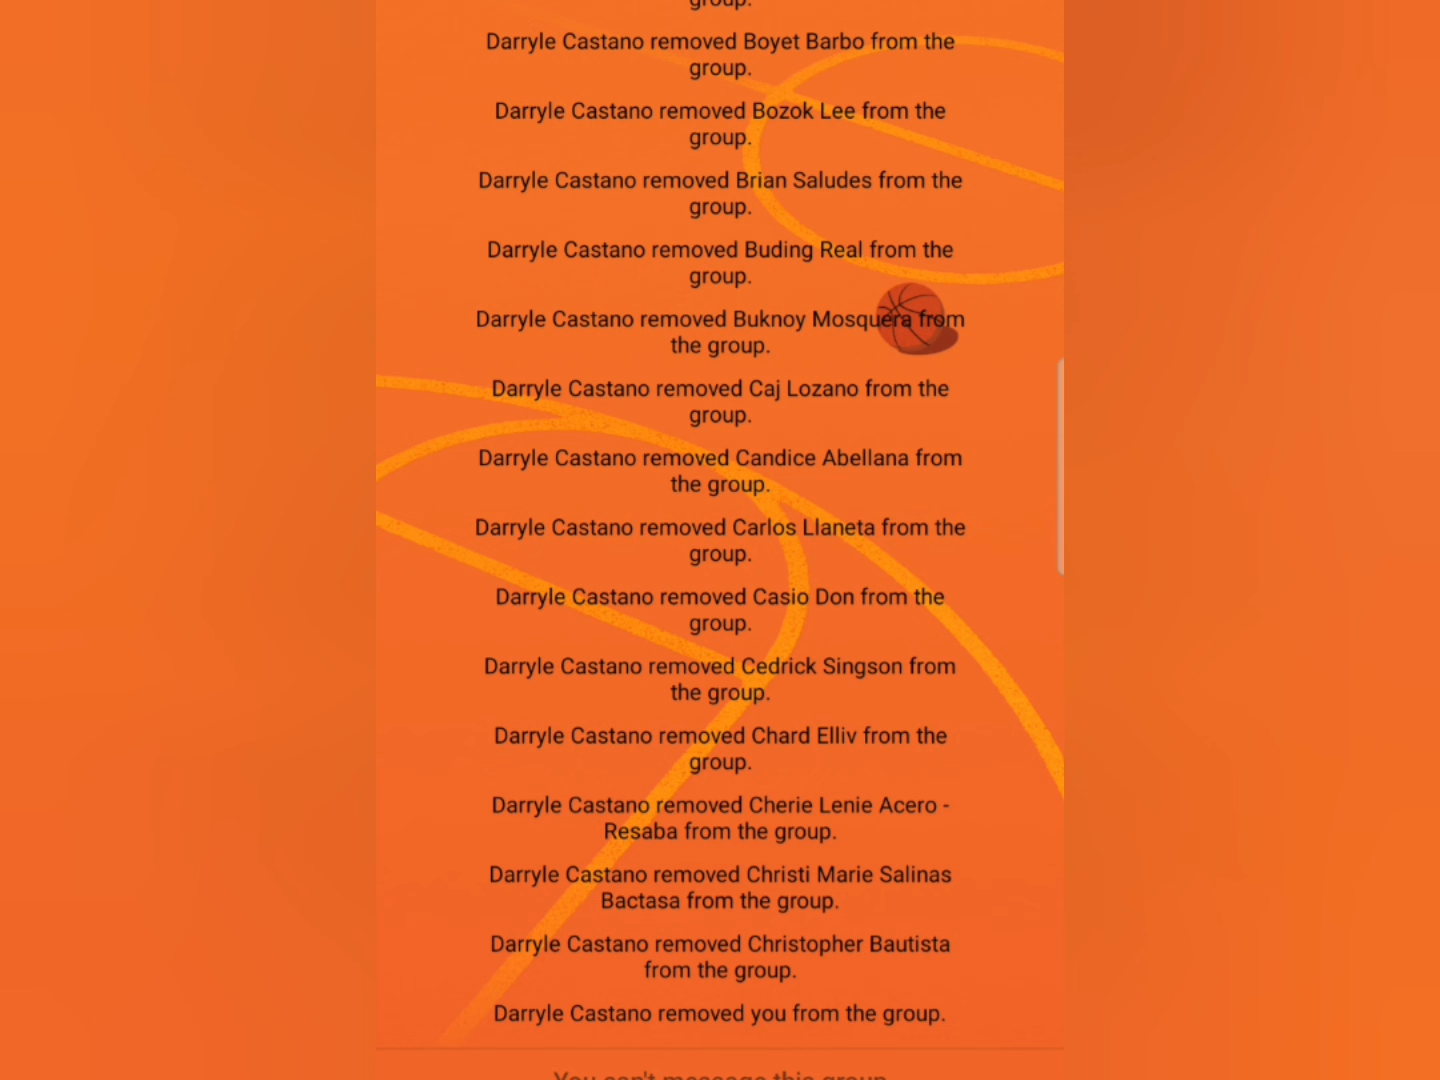 group.
Darryle Castano removed Boyet Barbo from the
group.
Darryle Castano removed Bozok Lee from the
group.
Darryle Castano removed Brian Saludes from the
group.
Darryle Castano removed Buding Real from the
group.
Darryle Castano removed Buknoy Mosquera from
the group.
Darryle Castano removed Caj Lozano from the
group.
Darryle Castano removed Candice Abellana from
the group.
Darryle Castano removed Carlos Llaneta from the
group.
Darryle Castano removed Casio Don from the
group.
Darryle Castano removed Cedrick Singson from
the group.
Darryle Castano removed Chard Elliv from the
group.
Darryle Castano removed Cherie Lenie Acero -
Resaba from the group.
Darryle Castano removed Christi Marie Salinas
Bactasa from the group.
Darryle Castano removed Christopher Bautista
from the group.
Darryle Castano removed you from the group.
You can't message this group